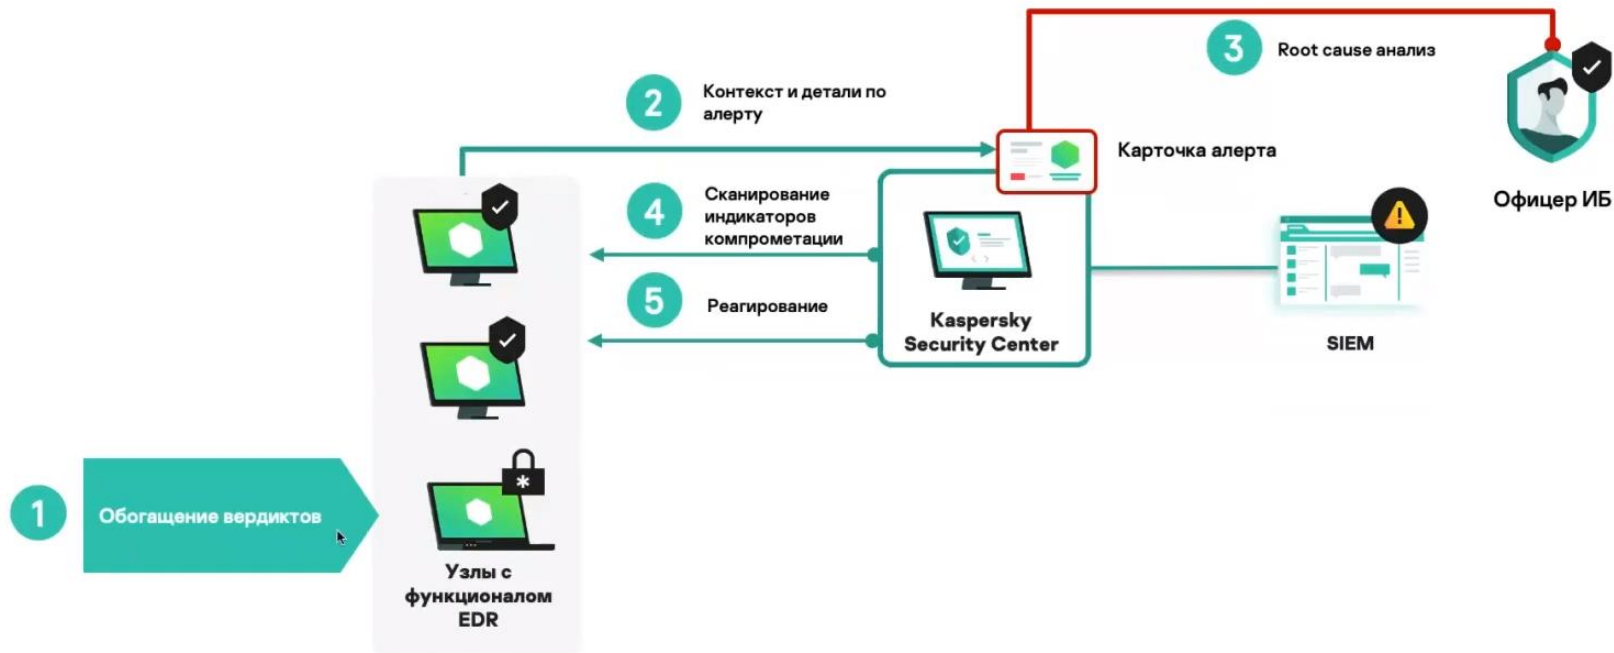 3
Root cause анализ
2
Контекст и детали по
алерту
Карточка алерта
Офицер ИБ
4
Сканирование
индикаторов
компрометации
5
Реагирование
Kaspersky
Security Center
SIEM
1
Обогащение вердиктов
Узлы с
функционалом
EDR